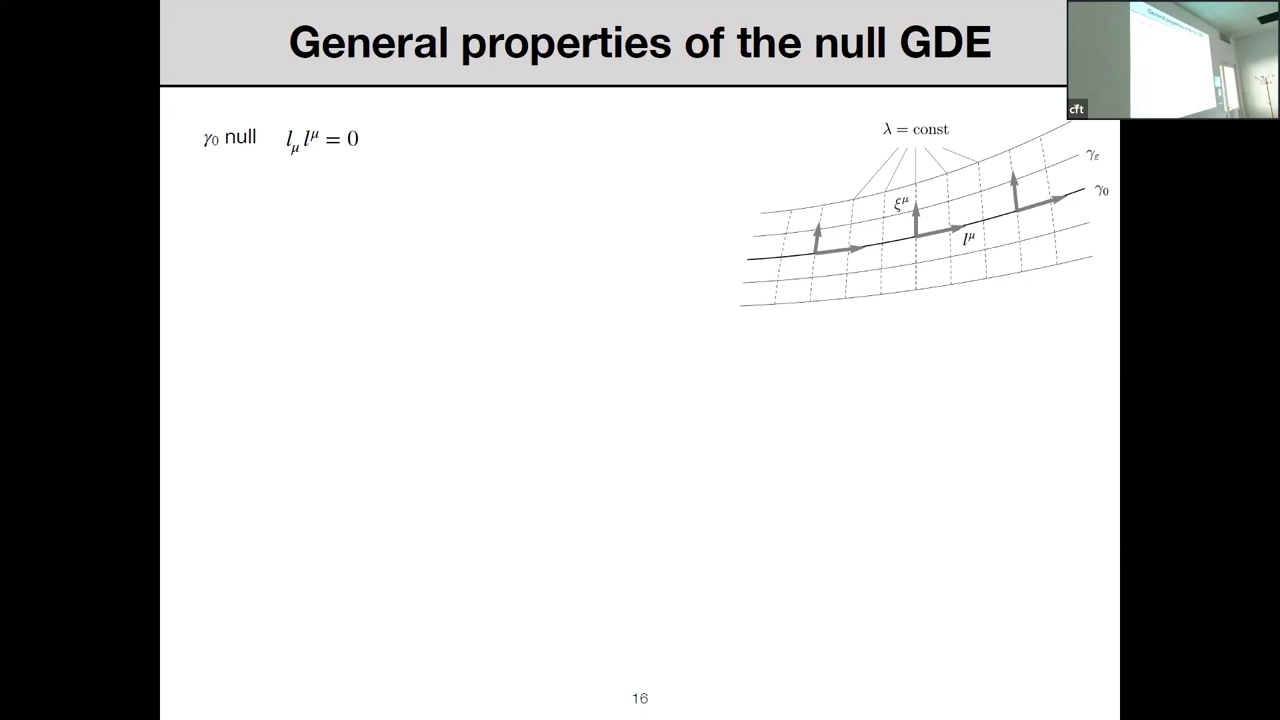 General properties of the null GDE
γ₀ null l_μ l^μ = 0
λ = const
γ_ε
γ₀
ξ^μ
l^μ
cft
16